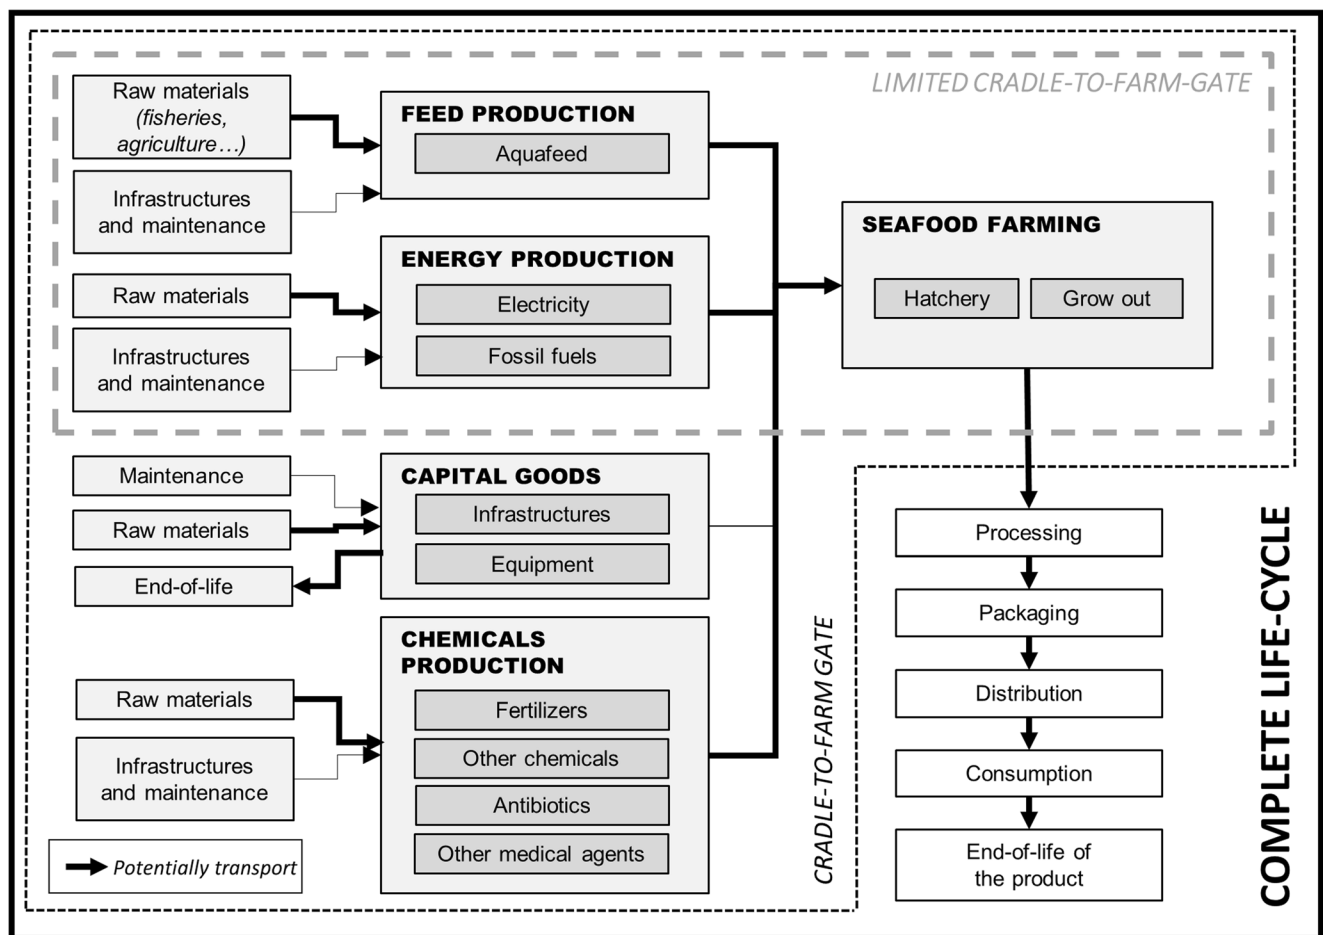 LIMITED CRADLE-TO-FARM-GATE
Raw materials
(fisheries,
agriculture…)
Infrastructures
and maintenance
FEED PRODUCTION
Aquafeed
Raw materials
Infrastructures
and maintenance
ENERGY PRODUCTION
Electricity
Fossil fuels
SEAFOOD FARMING
Hatchery
Grow out
Maintenance
Raw materials
End-of-life
CAPITAL GOODS
Infrastructures
Equipment
Raw materials
Infrastructures
and maintenance
CHEMICALS
PRODUCTION
Fertilizers
Other chemicals
Antibiotics
Other medical agents
Potentially transport
CRADLE-TO-FARM GATE
Processing
Packaging
Distribution
Consumption
End-of-life of
the product
COMPLETE LIFE-CYCLE